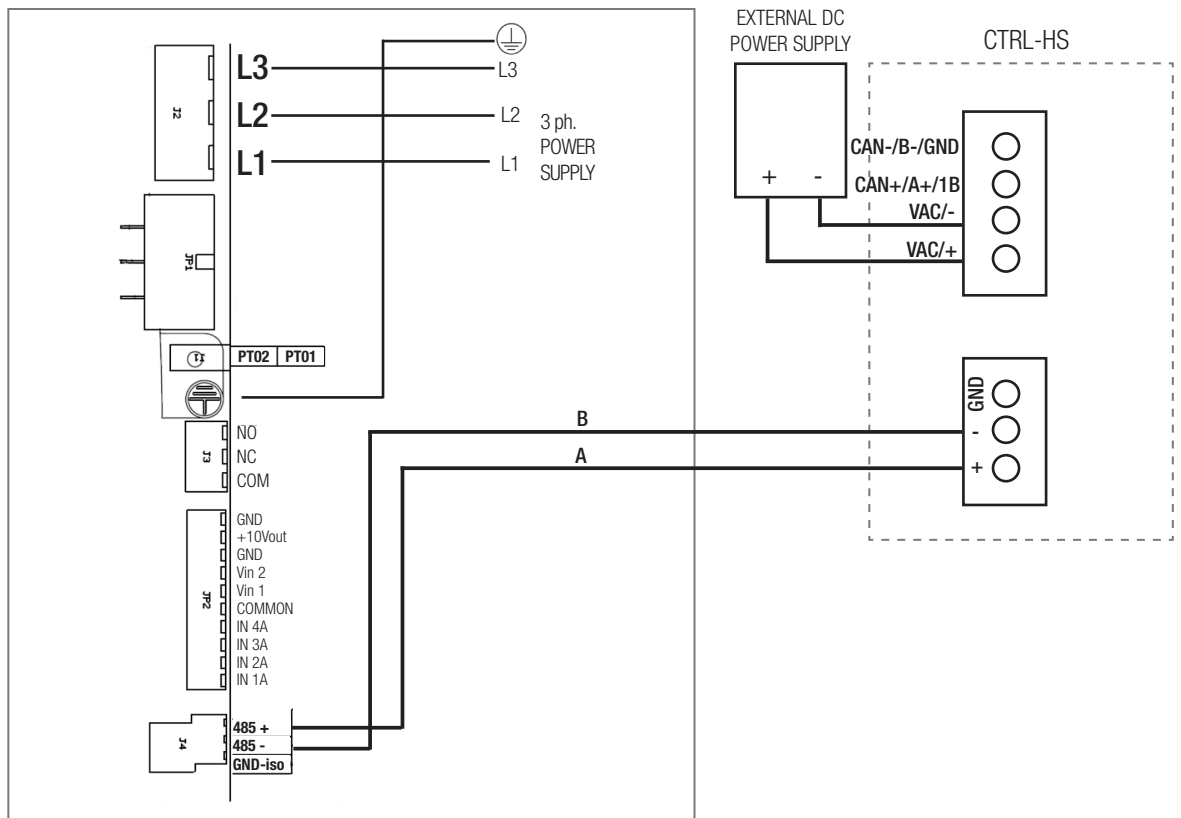 EXTERNAL DC
POWER SUPPLY
CTRL-HS
J2
L3
L2
L1
L3
L2
L1
3 ph.
POWER
SUPPLY
+ -
CAN-/B-/GND
CAN+/A+/1B
VAC/-
VAC/+
JP1
J1
PT02 PT01
J3
NO
NC
COM
B
A
GND
-
+
JP2
GND
+10Vout
GND
Vin 2
Vin 1
COMMON
IN 4A
IN 3A
IN 2A
IN 1A
J4
485 +
485 -
GND-iso